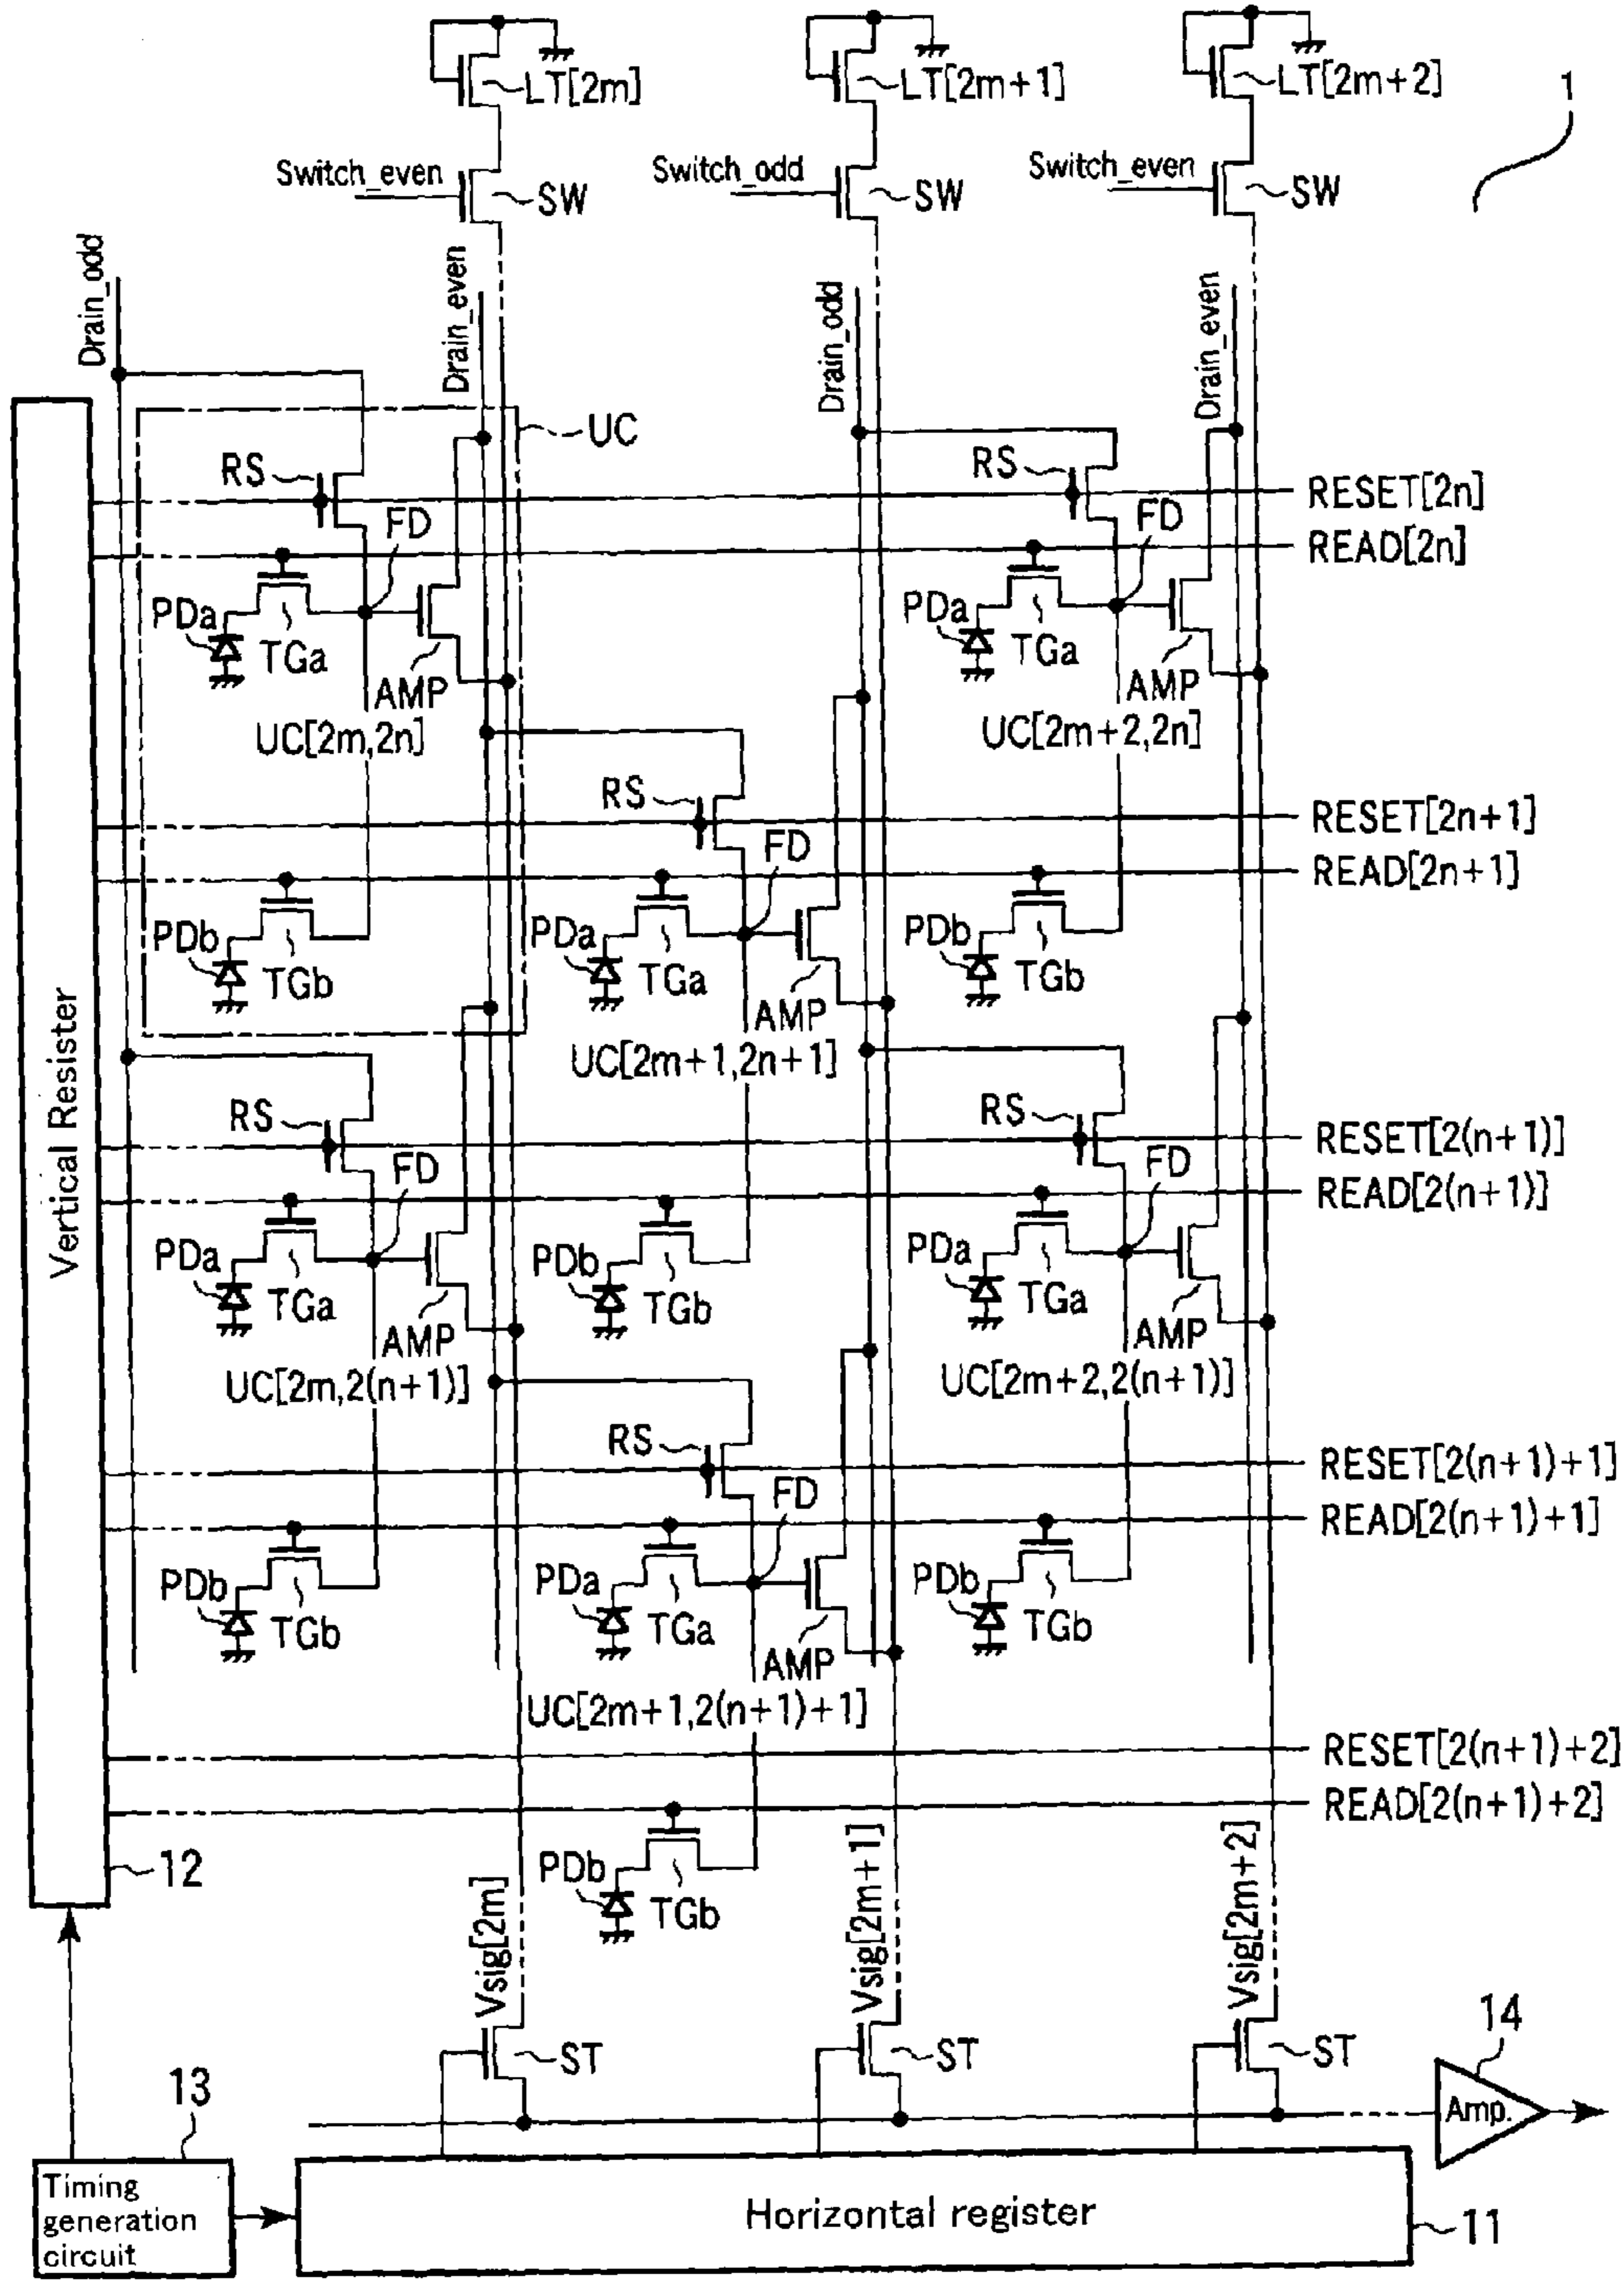 LT[2m]
LT[2m+1]
LT[2m+2]
1
Switch_even
SW
Switch_odd
SW
Switch_even
SW
Drain_odd
Drain_even
Drain_odd
Drain_even
UC
RS
RS
RESET[2n]
FD
FD
READ[2n]
PDa
TGa
AMP
PDa
TGa
AMP
UC[2m,2n]
UC[2m+2,2n]
RS
RESET[2n+1]
FD
READ[2n+1]
PDb
TGb
PDa
TGa
AMP
PDb
TGb
UC[2m+1,2n+1]
Vertical Resister
RS
RS
RESET[2(n+1)]
FD
FD
READ[2(n+1)]
PDa
TGa
AMP
PDb
TGb
PDa
TGa
AMP
UC[2m,2(n+1)]
UC[2m+2,2(n+1)]
RS
RESET[2(n+1)+1]
FD
READ[2(n+1)+1]
PDb
TGb
PDa
TGa
AMP
PDb
TGb
UC[2m+1,2(n+1)+1]
RESET[2(n+1)+2]
READ[2(n+1)+2]
12
PDb
TGb
Vsig[2m]
Vsig[2m+1]
Vsig[2m+2]
ST
ST
ST
14
Amp.
13
Timing
generation
circuit
Horizontal register
11